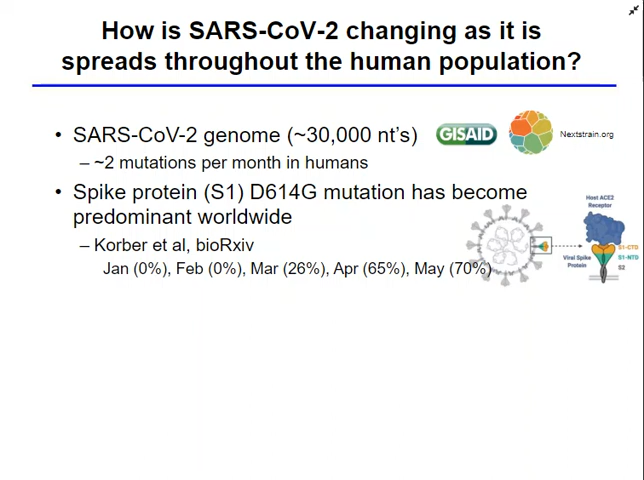 How is SARS-CoV-2 changing as it is
spreads throughout the human population?
• SARS-CoV-2 genome (~30,000 nt's)
GISAID
Nextstrain.org
– ~2 mutations per month in humans
• Spike protein (S1) D614G mutation has become
predominant worldwide
– Korber et al, bioRxiv
Jan (0%), Feb (0%), Mar (26%), Apr (65%), May (70%)
Host ACE2
Receptor
Viral Spike
Protein
S1-CTD
S1-NTD
S2